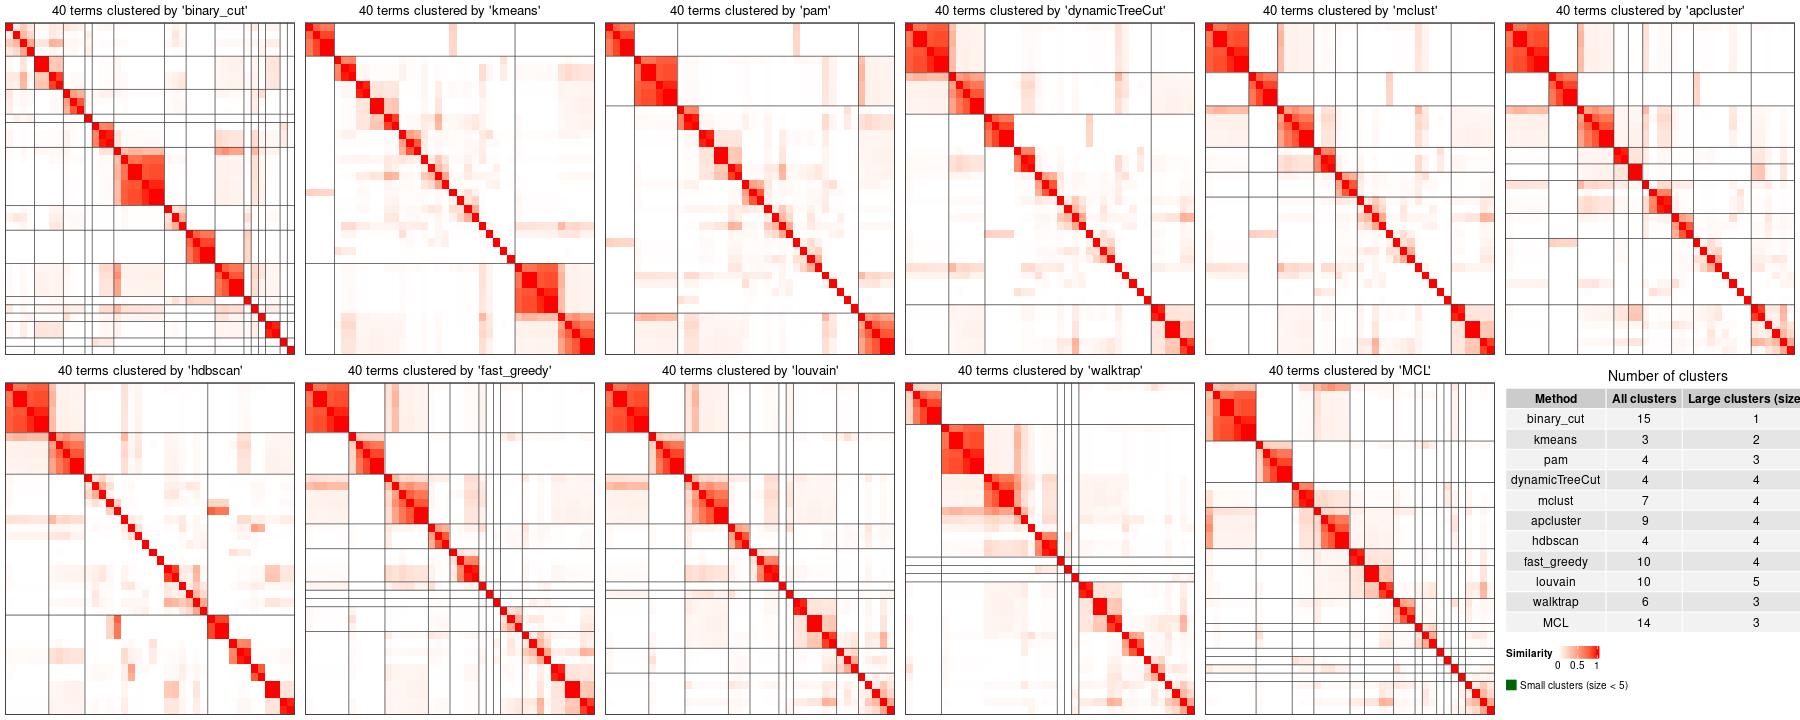 40 terms clustered by 'binary_cut'
40 terms clustered by 'kmeans'
40 terms clustered by 'pam'
40 terms clustered by 'dynamicTreeCut'
40 terms clustered by 'mclust'
40 terms clustered by 'apcluster'
40 terms clustered by 'hdbscan'
40 terms clustered by 'fast_greedy'
40 terms clustered by 'louvain'
40 terms clustered by 'walktrap'
40 terms clustered by 'MCL'
Number of clusters
Method All clusters Large clusters (size
binary_cut 15 1
kmeans 3 2
pam 4 3
dynamicTreeCut 4 4
mclust 7 4
apcluster 9 4
hdbscan 4 4
fast_greedy 10 4
louvain 10 5
walktrap 6 3
MCL 14 3
Similarity
0 0.5 1
Small clusters (size < 5)